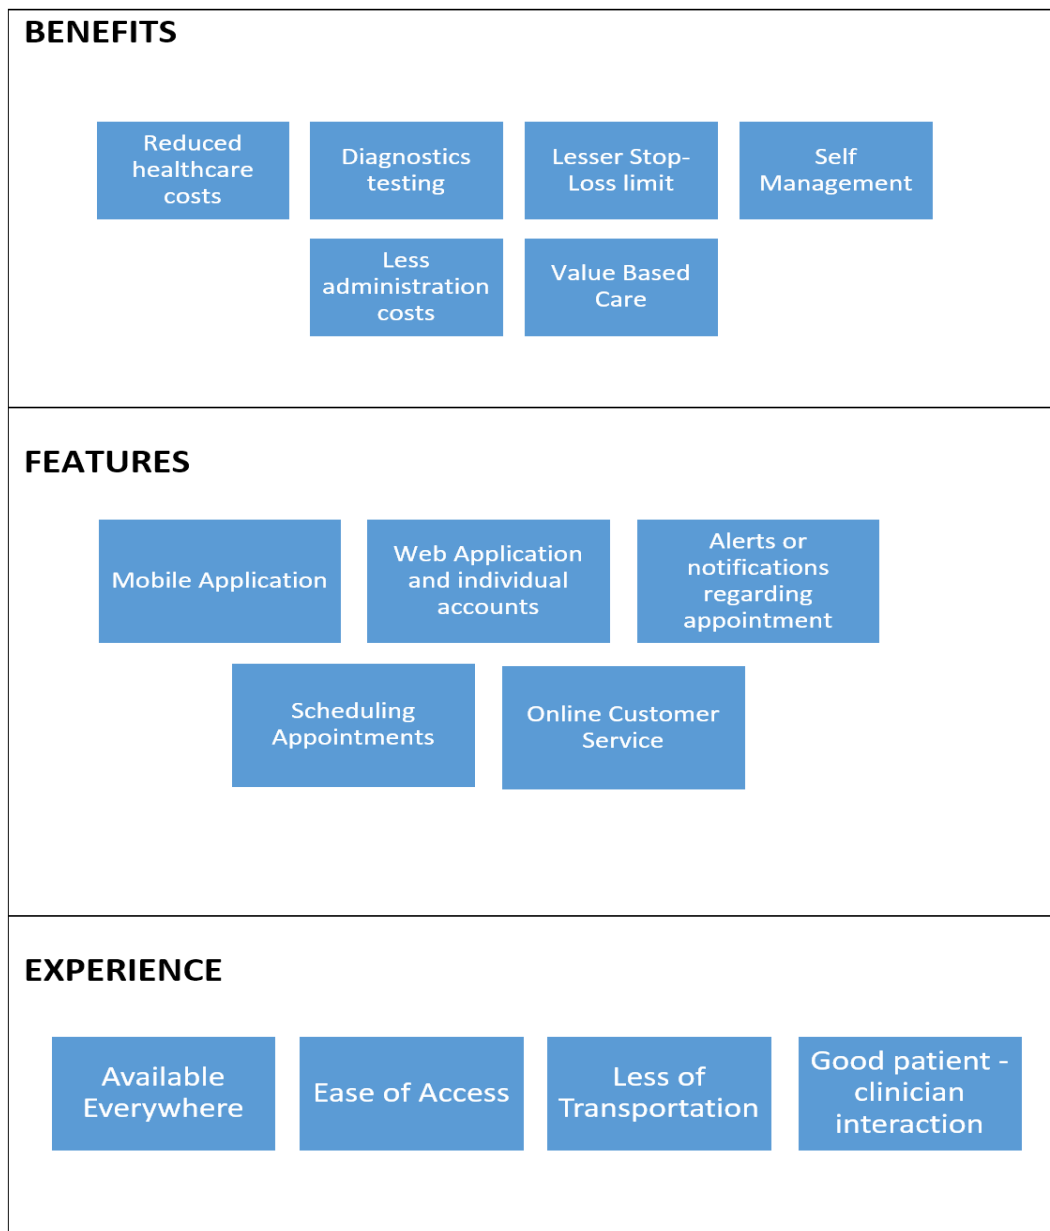 BENEFITS
Reduced
healthcare
costs
Diagnostics
testing
Lesser Stop-
Loss limit
Self
Management
Less
administration
costs
Value Based
Care
FEATURES
Mobile Application
Web Application
and individual
accounts
Alerts or
notifications
regarding
appointment
Scheduling
Appointments
Online Customer
Service
EXPERIENCE
Available
Everywhere
Ease of Access
Less of
Transportation
Good patient -
clinician
interaction